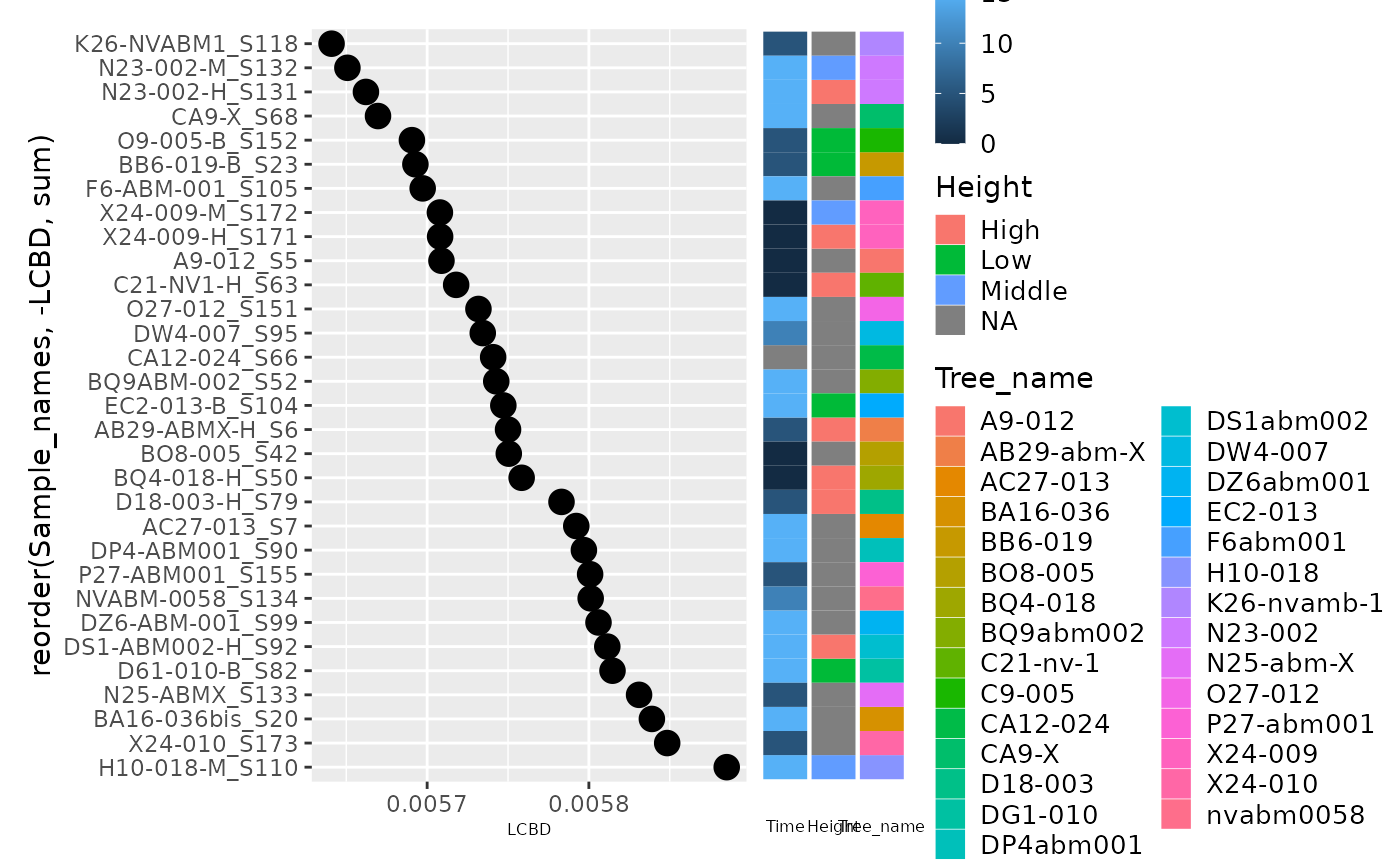 reorder(Sample_names, -LCBD, sum)
K26-NVABM1_S118
N23-002-M_S132
N23-002-H_S131
CA9-X_S68
O9-005-B_S152
BB6-019-B_S23
F6-ABM-001_S105
X24-009-M_S172
X24-009-H_S171
A9-012_S5
C21-NV1-H_S63
O27-012_S151
DW4-007_S95
CA12-024_S66
BQ9ABM-002_S52
EC2-013-B_S104
AB29-ABMX-H_S6
BO8-005_S42
BQ4-018-H_S50
D18-003-H_S79
AC27-013_S7
DP4-ABM001_S90
P27-ABM001_S155
NVABM-0058_S134
DZ6-ABM-001_S99
DS1-ABM002-H_S92
D61-010-B_S82
N25-ABMX_S133
BA16-036bis_S20
X24-010_S173
H10-018-M_S110
0.0057 0.0058
LCBD
Time Height Tree_name
10
5
0
Height
High
Low
Middle
NA
Tree_name
A9-012
AB29-abm-X
AC27-013
BA16-036
BB6-019
BO8-005
BQ4-018
BQ9abm002
C21-nv-1
C9-005
CA12-024
CA9-X
D18-003
DG1-010
DP4abm001
DS1abm002
DW4-007
DZ6abm001
EC2-013
F6abm001
H10-018
K26-nvamb-1
N23-002
N25-abm-X
O27-012
P27-abm001
X24-009
X24-010
nvabm0058